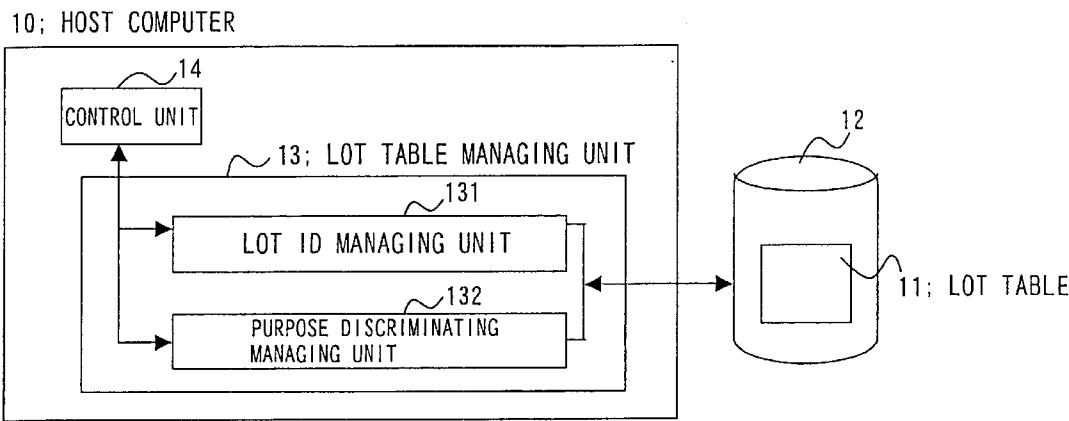 10; HOST COMPUTER
14
CONTROL UNIT
12
13; LOT TABLE MANAGING UNIT
131
LOT ID MANAGING UNIT
11; LOT TABLE
132
PURPOSE DISCRIMINATING
MANAGING UNIT